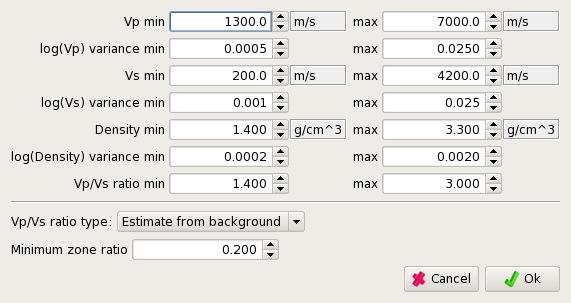 Vp min 1300.0 m/s max 7000.0 m/s
log(Vp) variance min 0.0005 max 0.0250
Vs min 200.0 m/s max 4200.0 m/s
log(Vs) variance min 0.001 max 0.025
Density min 1.400 g/cm^3 max 3.300 g/cm^3
log(Density) variance min 0.0002 max 0.0020
Vp/Vs ratio min 1.400 max 3.000
Vp/Vs ratio type: Estimate from background
Minimum zone ratio 0.200
Cancel Ok